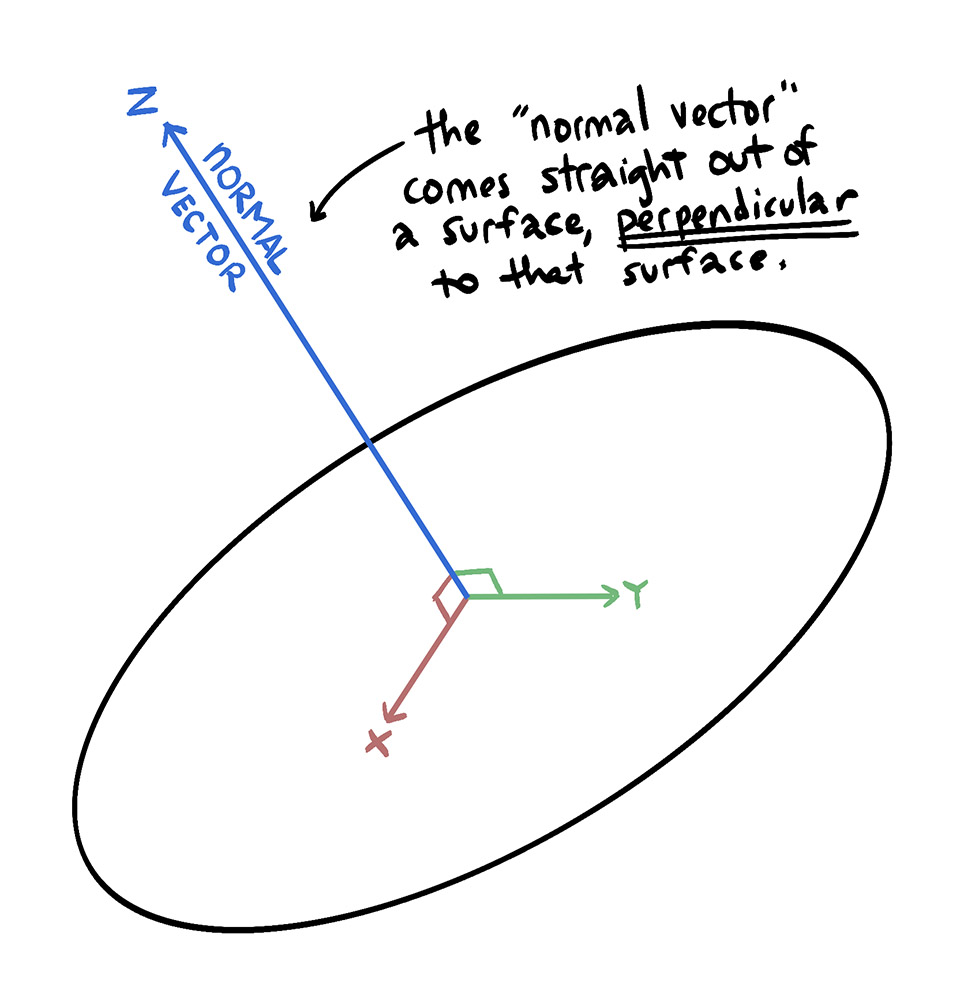 Z
NORMAL
VECTOR
the "normal vector"
comes straight out of
a surface, perpendicular
to that surface.
Y
X